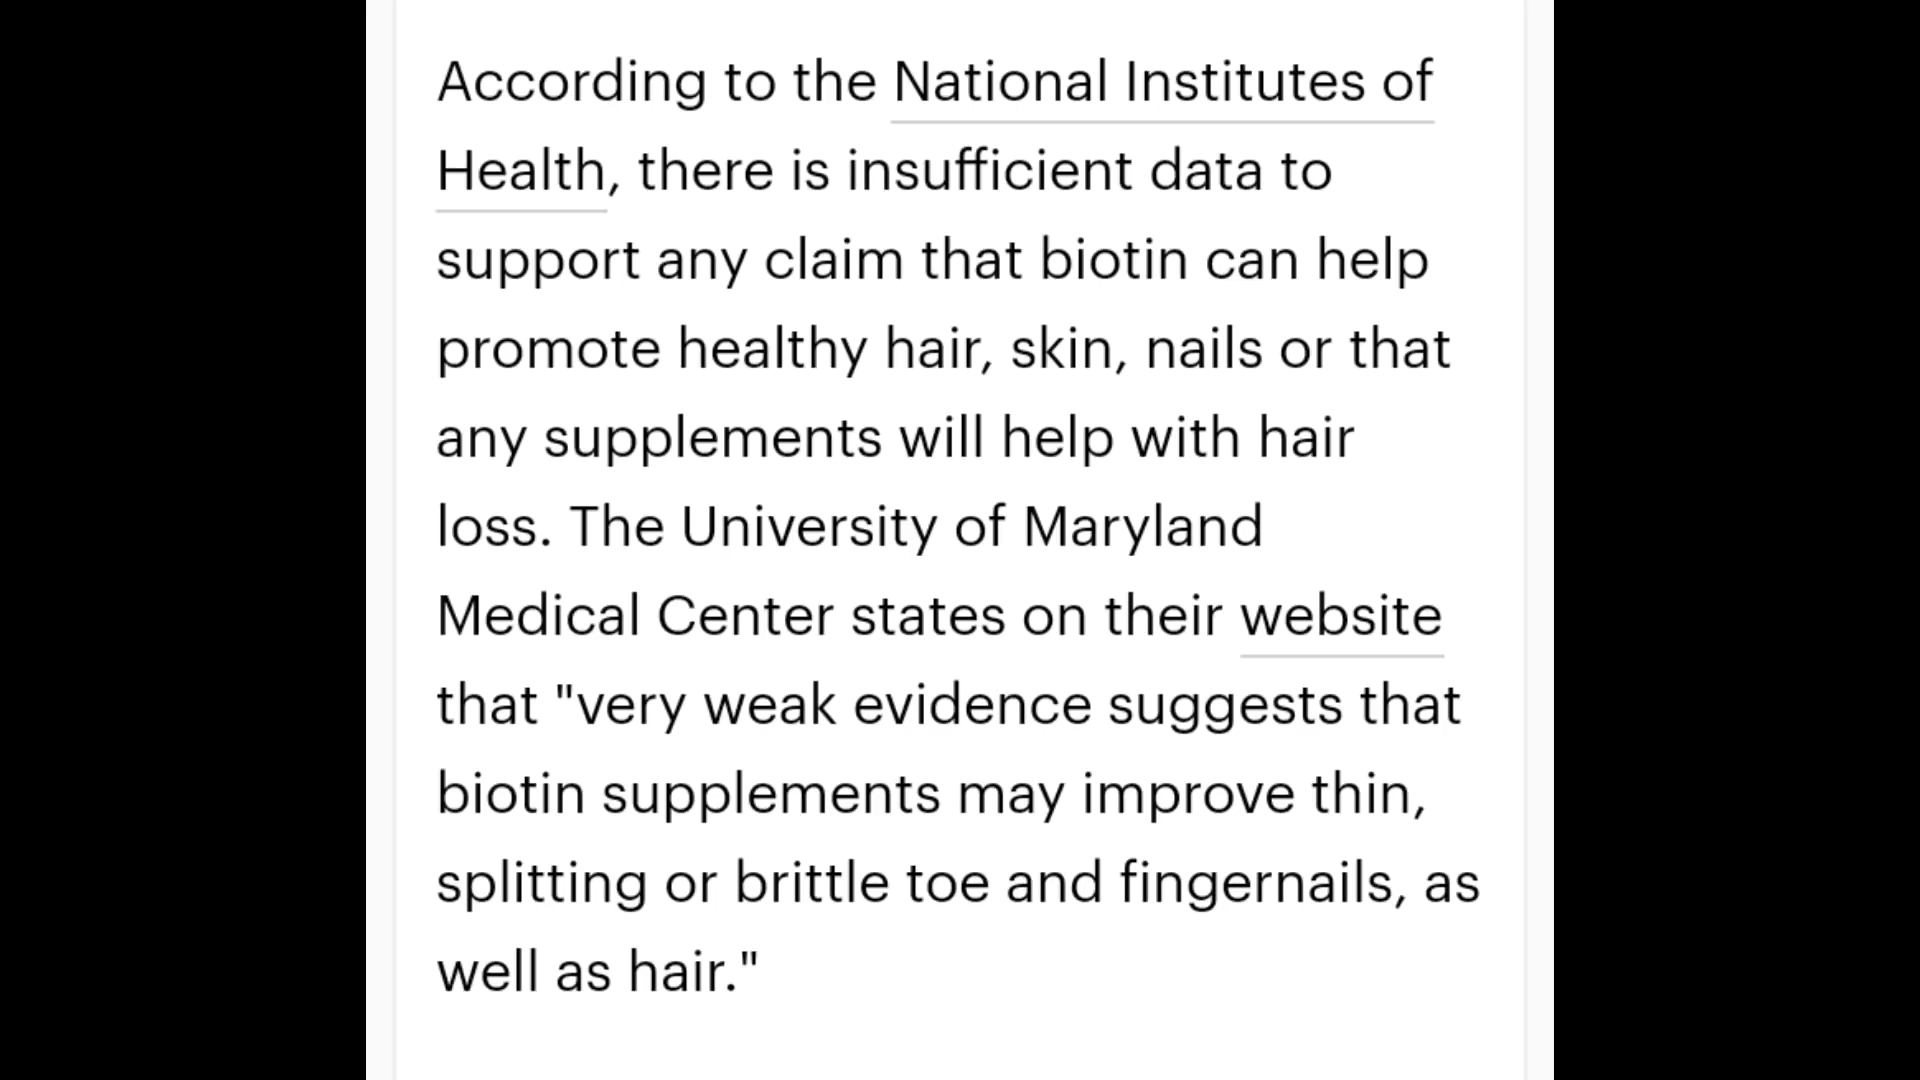 According to the National Institutes of
Health, there is insufficient data to
support any claim that biotin can help
promote healthy hair, skin, nails or that
any supplements will help with hair
loss. The University of Maryland
Medical Center states on their website
that "very weak evidence suggests that
biotin supplements may improve thin,
splitting or brittle toe and fingernails, as
well as hair."